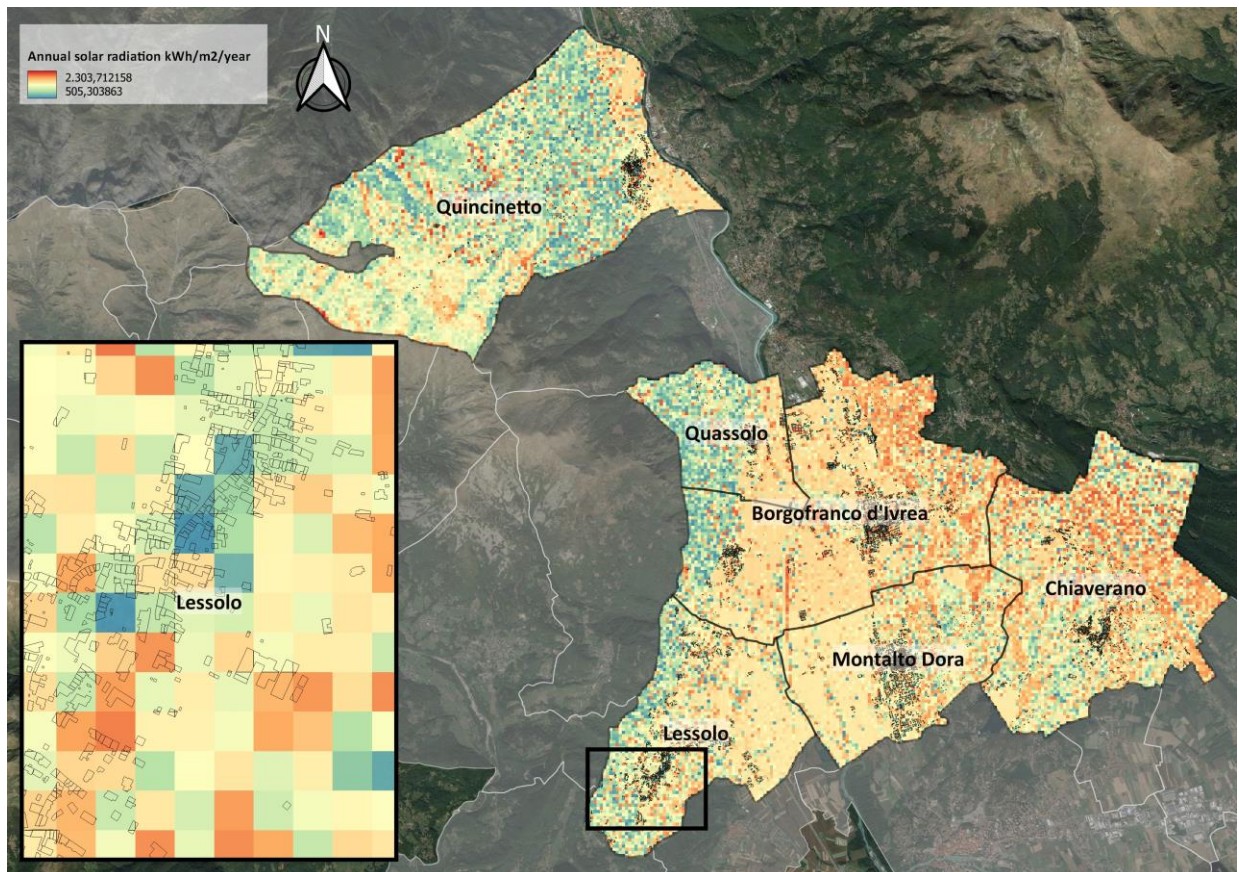 Annual solar radiation kWh/m2/year
2.303,712158
505,303863
N
Quincinetto
Quassolo
Borgofranco d'Ivrea
Chiaverano
Montalto Dora
Lessolo
Lessolo